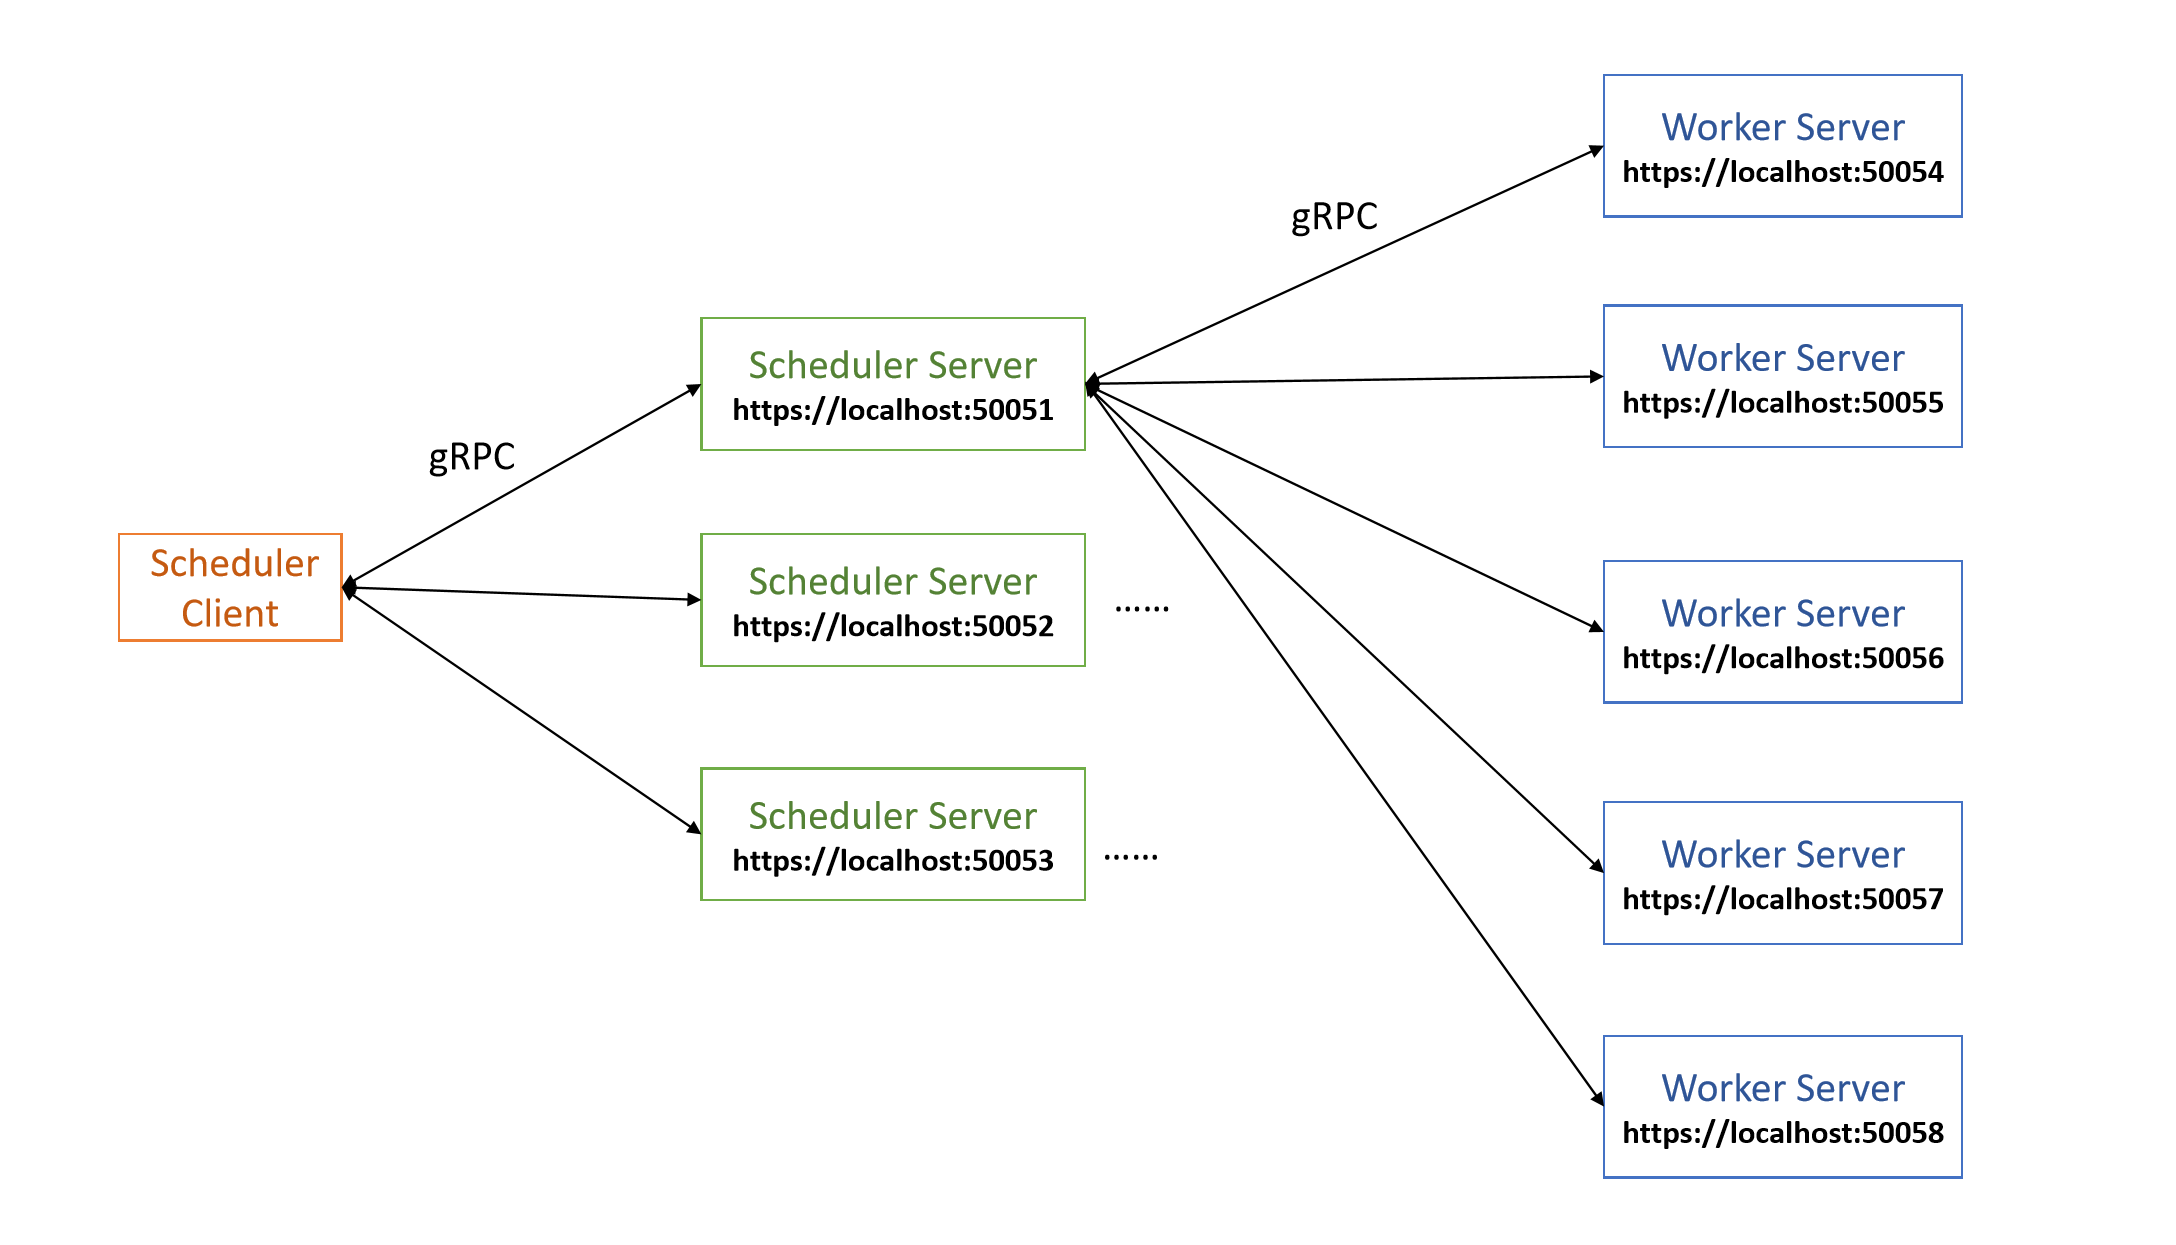 Scheduler
Client
gRPC
Scheduler Server
https://localhost:50051
Scheduler Server
https://localhost:50052
......
Scheduler Server
https://localhost:50053
......
gRPC
Worker Server
https://localhost:50054
Worker Server
https://localhost:50055
Worker Server
https://localhost:50056
Worker Server
https://localhost:50057
Worker Server
https://localhost:50058